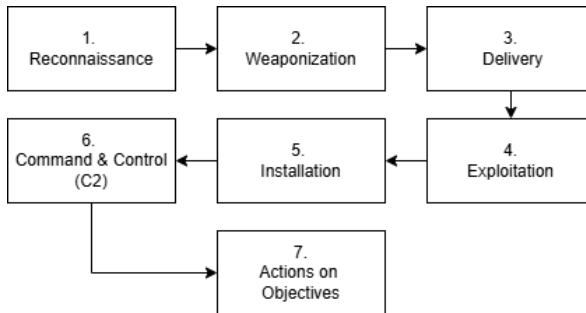 1.
Reconnaissance
2.
Weaponization
3.
Delivery
4.
Exploitation
5.
Installation
6.
Command & Control
(C2)
7.
Actions on
Objectives